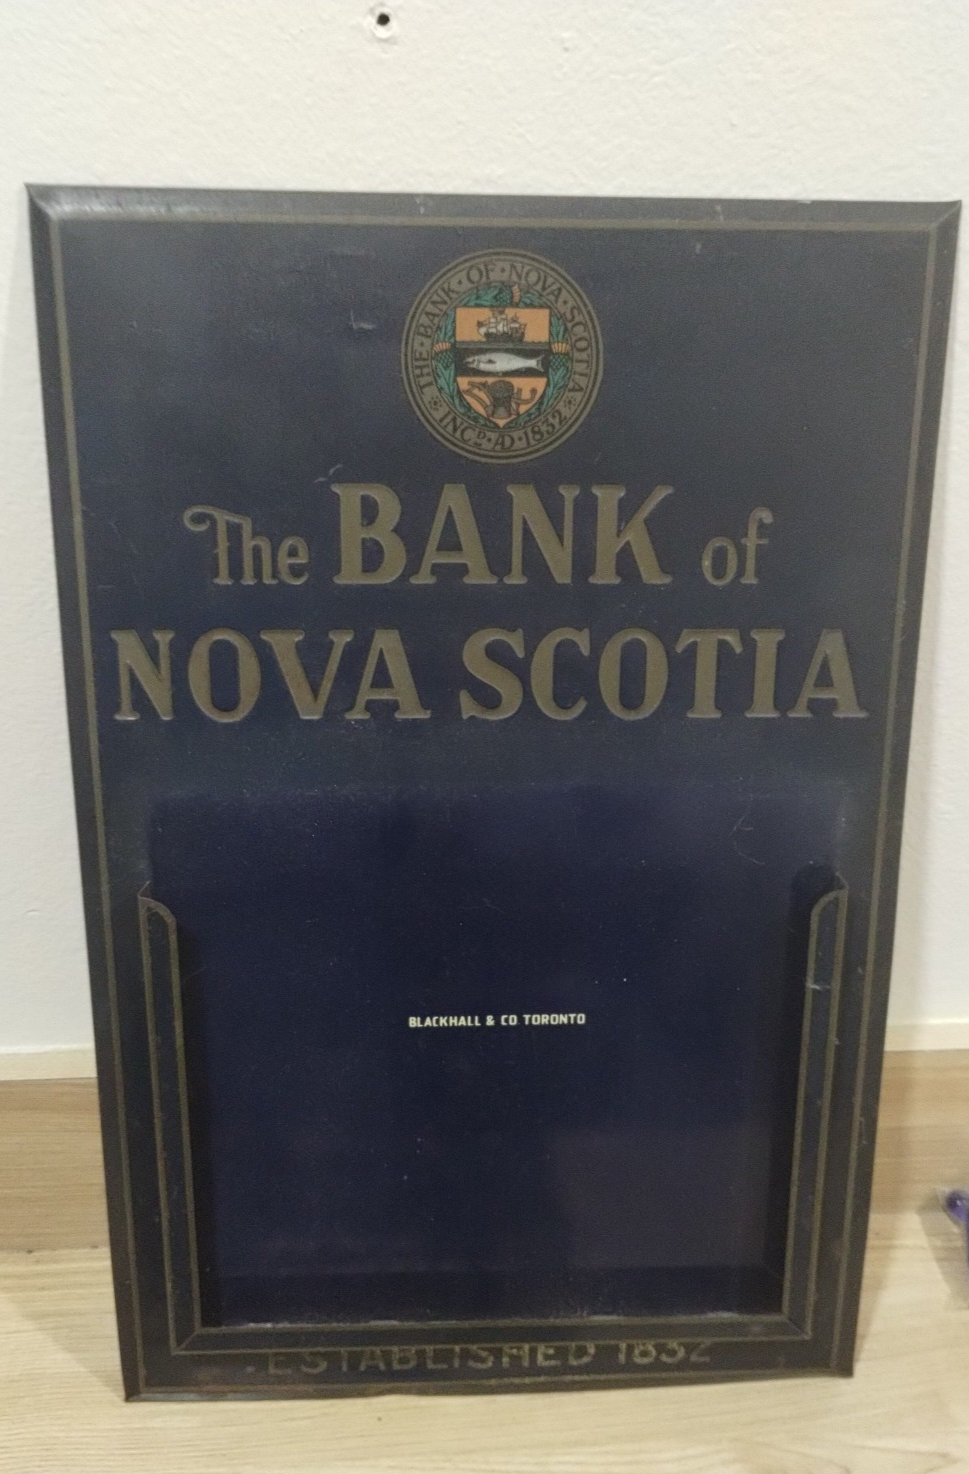 THE·BANK·OF·NOVA·SCOTIA
INCD·AD·1832
The BANK of
NOVA SCOTIA
BLACKHALL & CO TORONTO
ESTABLISHED 1832